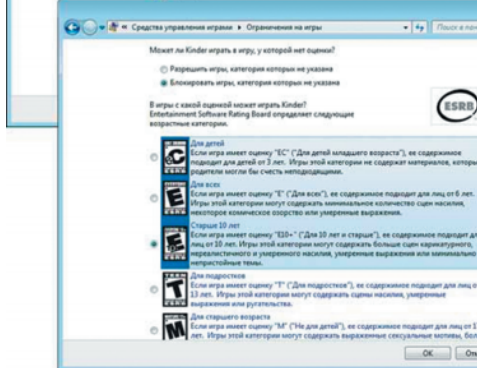 « Средства управления играми ▸ Ограничения на игры
Поиск в
Может ли Kinder играть в игру, у которой нет оценки?
Разрешить игры, категория которых не указана
Блокировать игры, категория которых не указана
В игры с какой оценкой может играть Kinder?
Entertainment Software Rating Board определяет следующие
возрастные категории.
ESRB
Для детей
Если игра имеет оценку "EC" ("Для детей младшего возраста"), ее содержимое
подходит для детей от 3 лет. Игры этой категории не содержат материалов, которы
родители могли бы счесть неподходящими.
Для всех
Если игра имеет оценку "E" ("Для всех"), ее содержимое подходит для лиц от 6 лет.
Игры этой категории могут содержать минимальное количество сцен насилия,
некоторое комическое озорство или умеренные выражения.
Старше 10 лет
Если игра имеет оценку "E10+" ("Для 10 лет и старше"), ее содержимое подходит дл
лиц от 10 лет. Игры этой категории могут содержать больше сцен карикатурного,
нереалистичного и умеренного насилия, умеренные выражения или минимально
непристойные темы.
Для подростков
Если игра имеет оценку "T" ("Для подростков"), ее содержимое подходит для лиц о
13 лет. Игры этой категории могут содержать сцены насилия, умеренные
выражения или ругательства.
Для старшего возраста
Если игра имеет оценку "M" ("Не для детей"), ее содержимое подходит для лиц от 1
лет. Игры этой категории могут содержать выраженные сексуальные мотивы, бол
OK
От